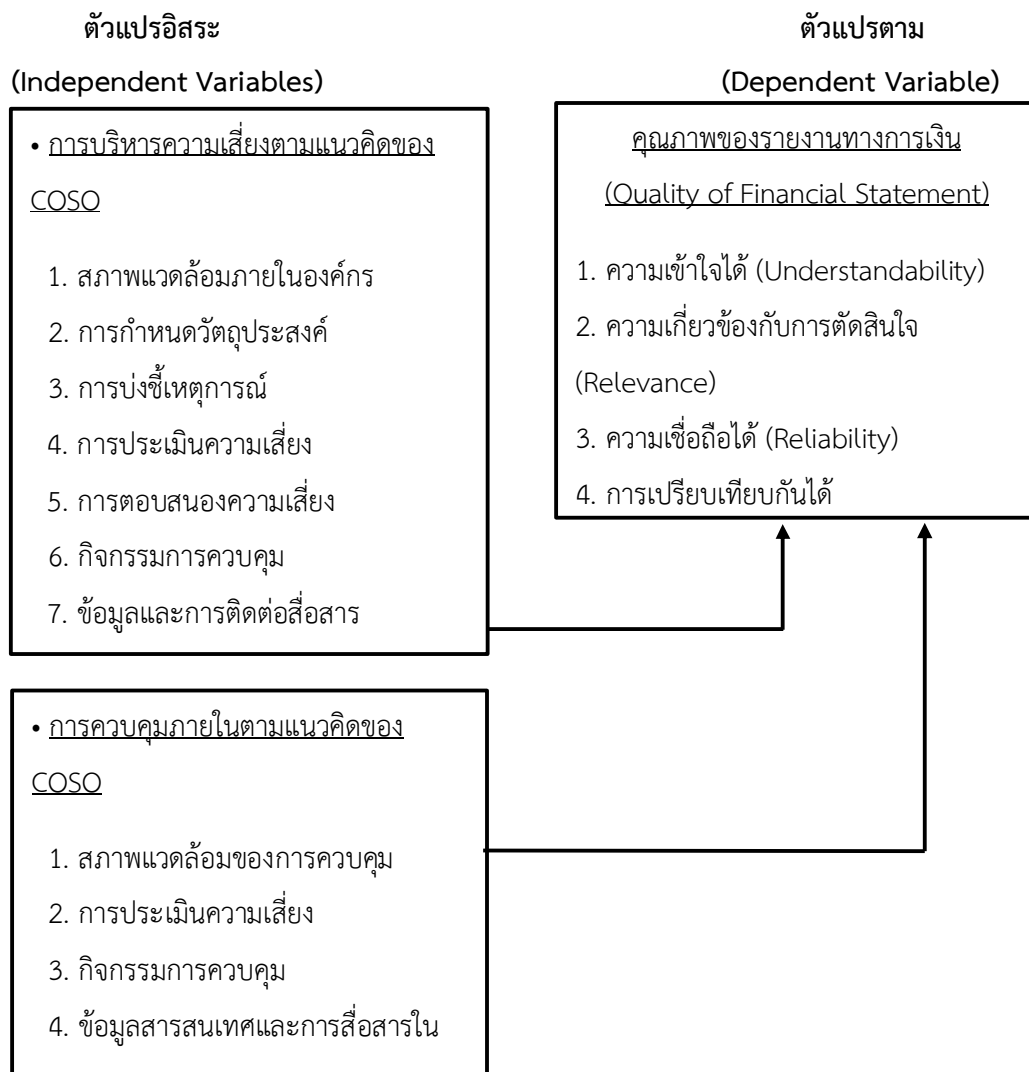 ตัวแปรอิสระ
(Independent Variables)
• การบริหารความเสี่ยงตามแนวคิดของ
COSO
1. สภาพแวดล้อมภายในองค์กร
2. การกำหนดวัตถุประสงค์
3. การบ่งชี้เหตุการณ์
4. การประเมินความเสี่ยง
5. การตอบสนองความเสี่ยง
6. กิจกรรมการควบคุม
7. ข้อมูลและการติดต่อสื่อสาร
• การควบคุมภายในตามแนวคิดของ
COSO
1. สภาพแวดล้อมของการควบคุม
2. การประเมินความเสี่ยง
3. กิจกรรมการควบคุม
4. ข้อมูลสารสนเทศและการสื่อสารใน
ตัวแปรตาม
(Dependent Variable)
คุณภาพของรายงานทางการเงิน
(Quality of Financial Statement)
1. ความเข้าใจได้ (Understandability)
2. ความเกี่ยวข้องกับการตัดสินใจ
(Relevance)
3. ความเชื่อถือได้ (Reliability)
4. การเปรียบเทียบกันได้